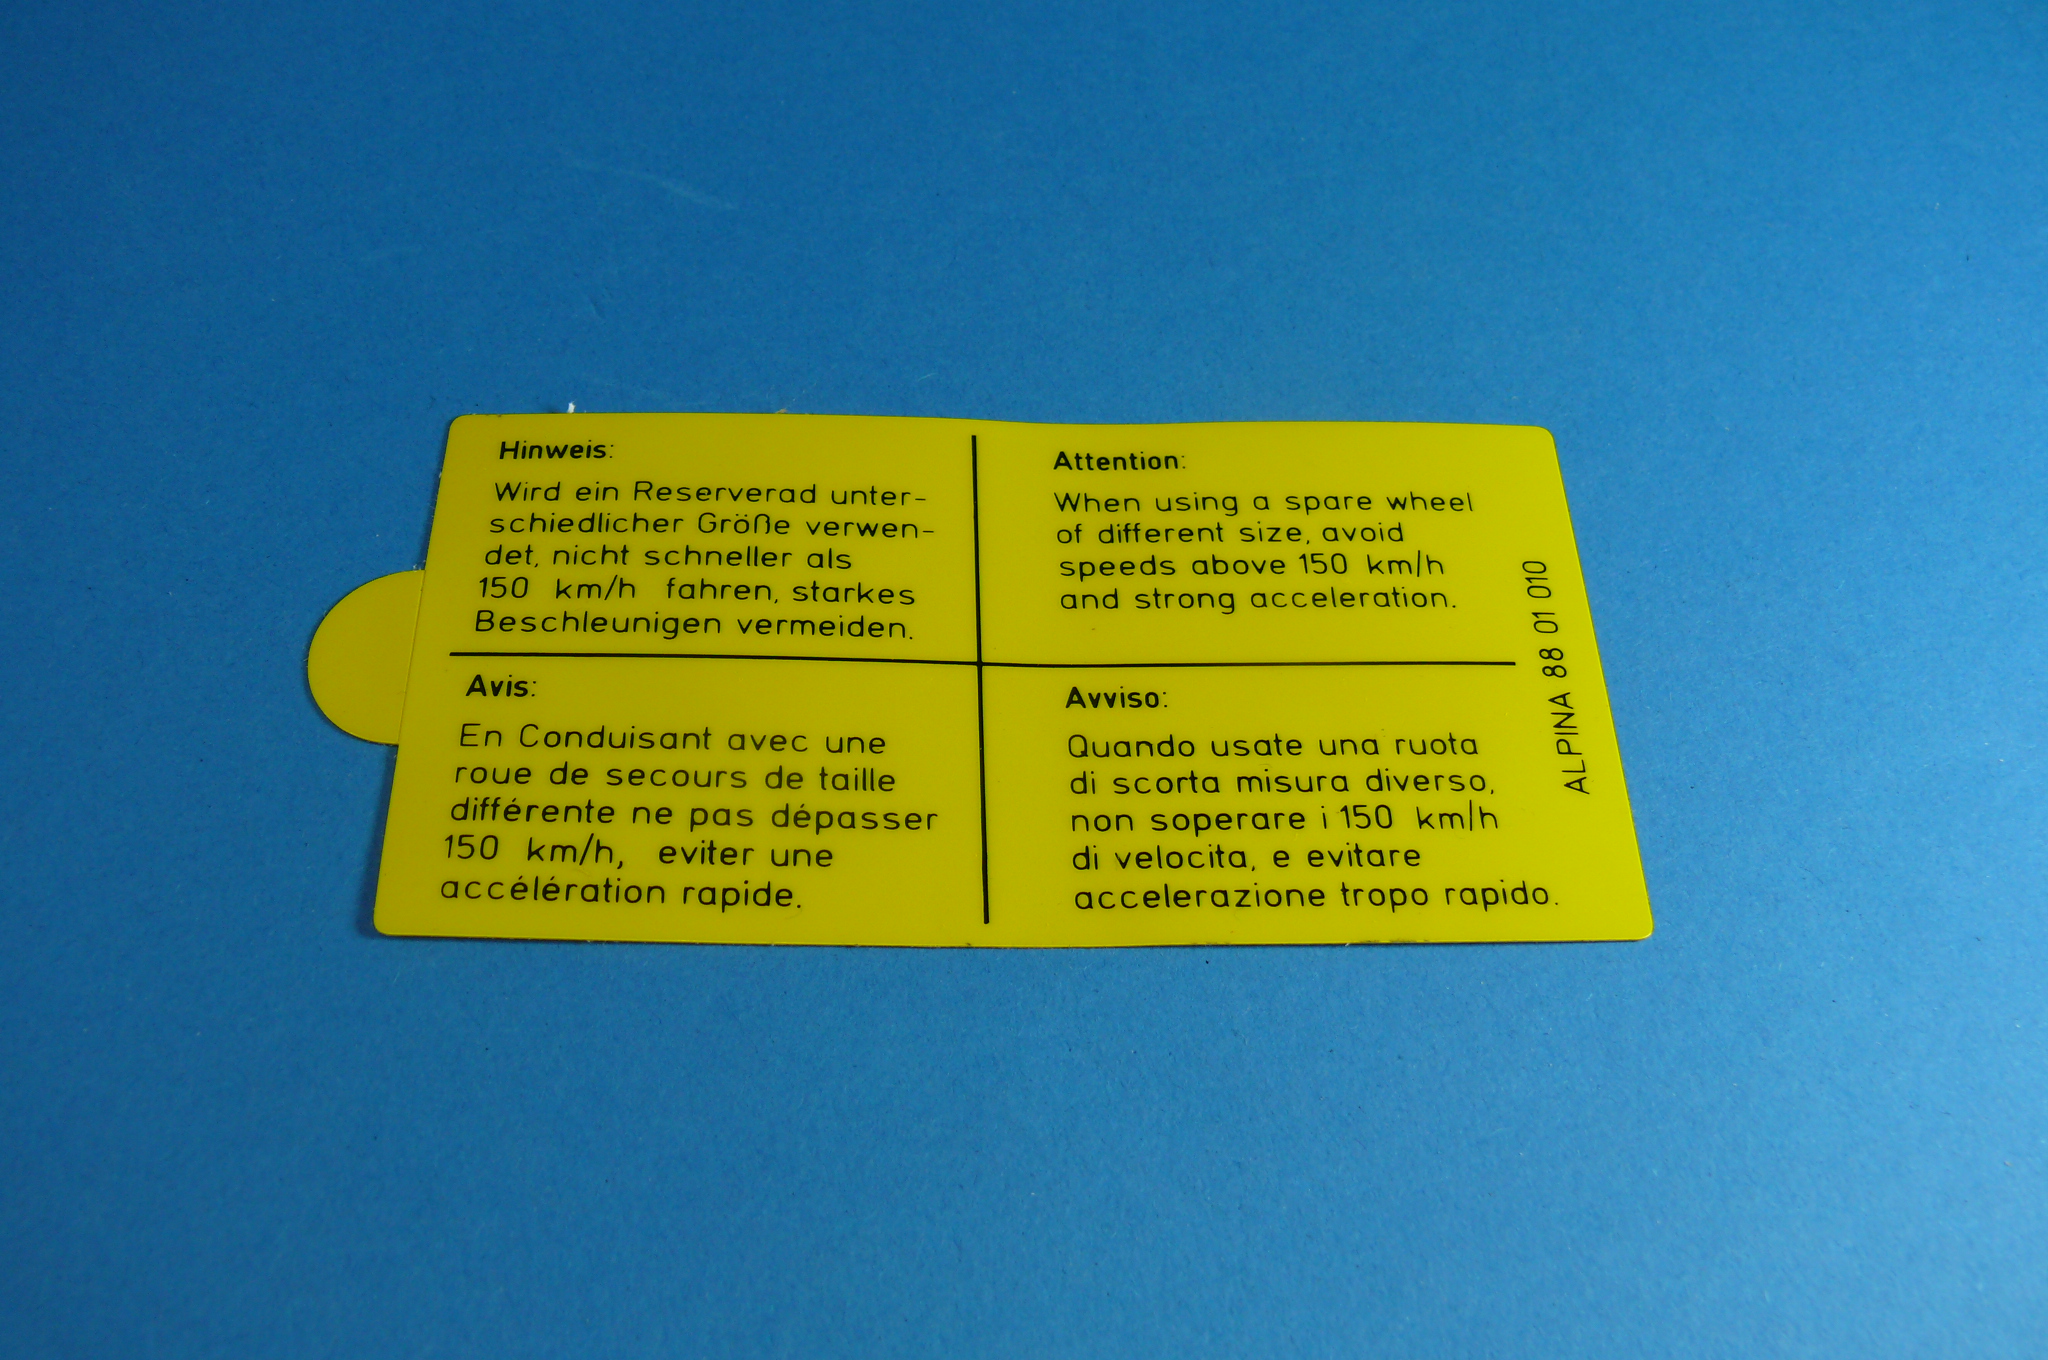 Hinweis:
Wird ein Reserverad unter-
schiedlicher Größe verwen-
det, nicht schneller als
150 km/h fahren, starkes
Beschleunigen vermeiden.
Attention:
When using a spare wheel
of different size, avoid
speeds above 150 km/h
and strong acceleration.
Avis:
En Conduisant avec une
roue de secours de taille
différente ne pas dépasser
150 km/h, eviter une
accélération rapide.
Avviso:
Quando usate una ruota
di scorta misura diverso,
non soperare i 150 km/h
di velocita, e evitare
accelerazione tropo rapido.
ALPINA 88 01 010